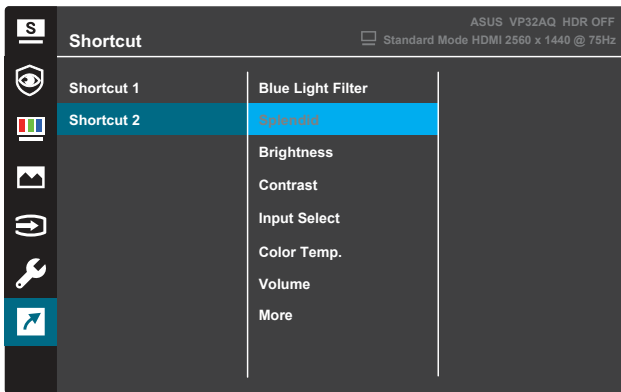 S
ASUS VP32AQ HDR OFF
Shortcut
Standard Mode HDMI 2560 x 1440 @ 75Hz
Shortcut 1
Shortcut 2
Blue Light Filter
Splendid
Brightness
Contrast
Input Select
Color Temp.
Volume
More